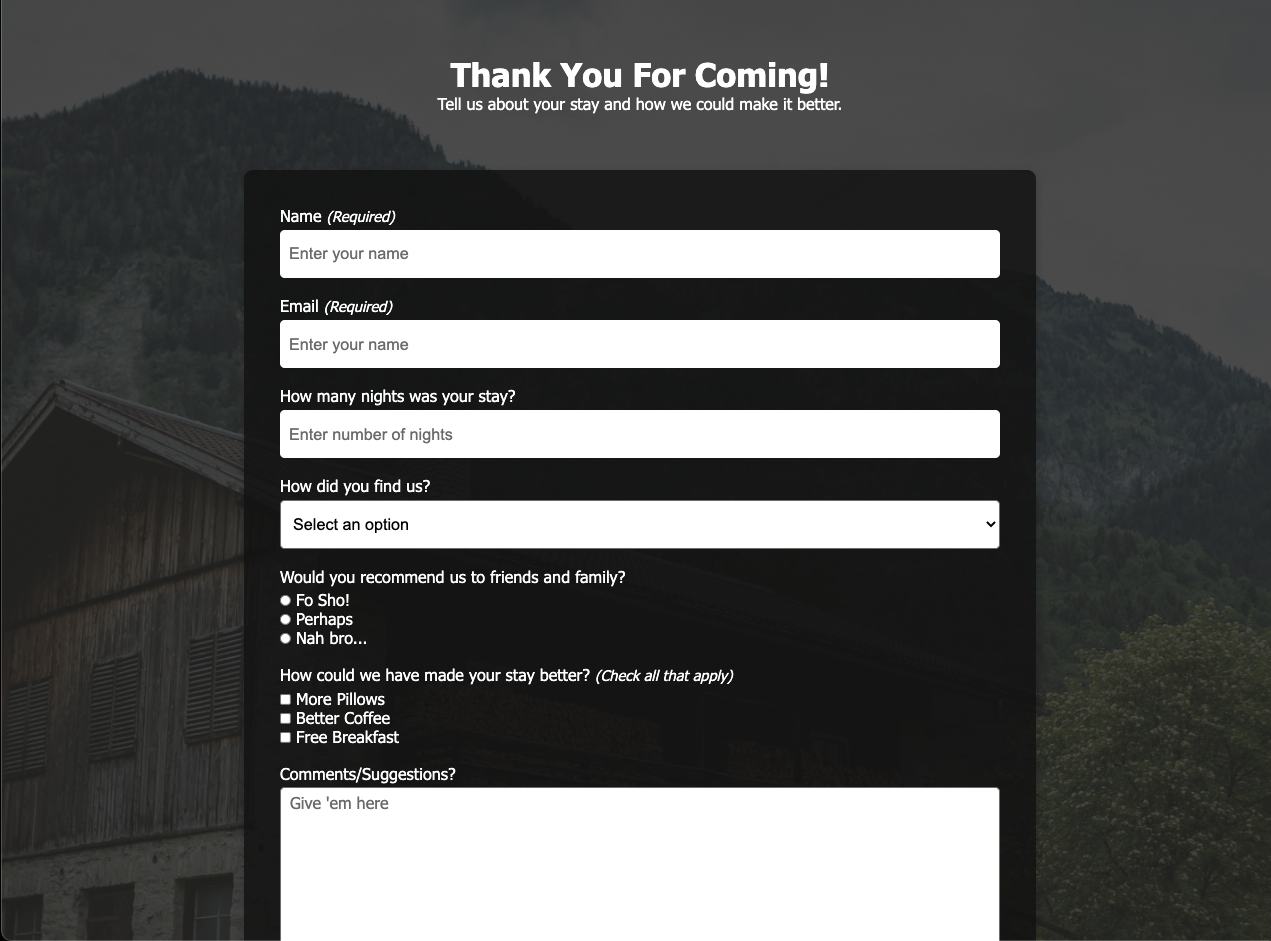 Thank You For Coming!
Tell us about your stay and how we could make it better.
Name (Required)
Enter your name
Email (Required)
Enter your name
How many nights was your stay?
Enter number of nights
How did you find us?
Select an option
Would you recommend us to friends and family?
Fo Sho!
Perhaps
Nah bro...
How could we have made your stay better? (Check all that apply)
More Pillows
Better Coffee
Free Breakfast
Comments/Suggestions?
Give 'em here